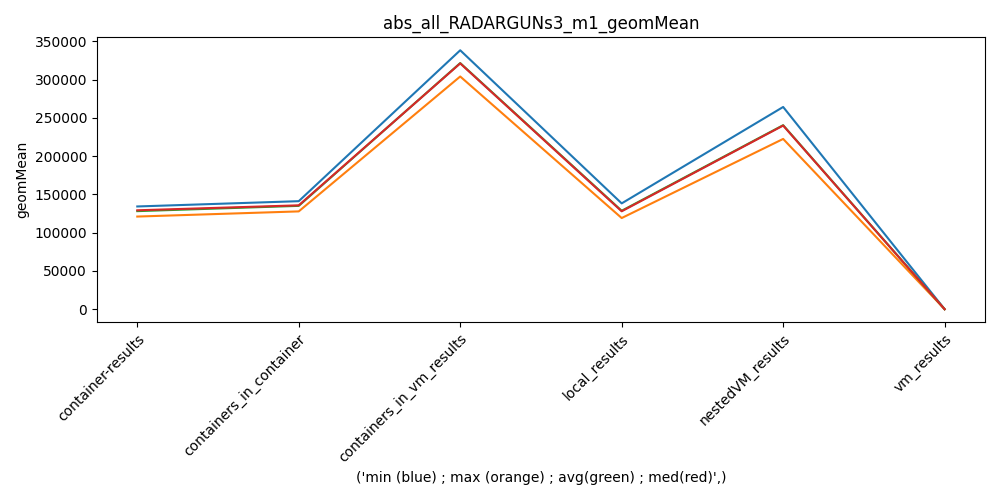 abs_all_RADARGUNs3_m1_geomMean
geomMean
350000
300000
250000
200000
150000
100000
50000
0
container-results
containers_in_container
containers_in_vm_results
local_results
nestedVM_results
vm_results
('min (blue) ; max (orange) ; avg(green) ; med(red)',)